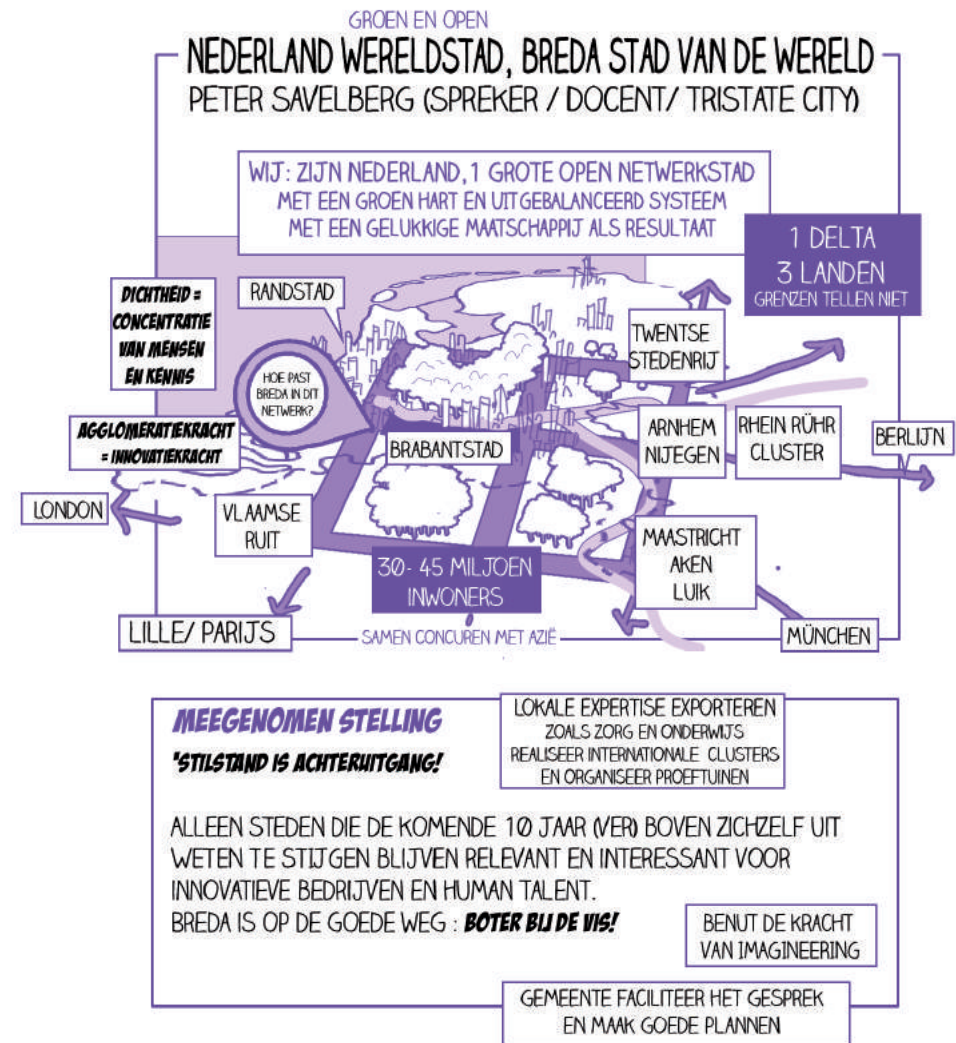 GROEN EN OPEN
NEDERLAND WERELDSTAD, BREDA STAD VAN DE WERELD
PETER SAVELBERG (SPREKER / DOCENT/ TRISTATE CITY)
WIJ: ZIJN NEDERLAND, 1 GROTE OPEN NETWERKSTAD
MET EEN GROEN HART EN UITGEBALANCEERD SYSTEEM
MET EEN GELUKKIGE MAATSCHAPPIJ ALS RESULTAAT
1 DELTA
3 LANDEN
GRENZEN TELLEN NIET
DICHTHEID =
CONCENTRATIE
VAN MENSEN
EN KENNIS
RANDSTAD
TWENTSE
STEDENRIJ
HOE PAST
BREDA IN DIT
NETWERK?
AGGLOMERATIEKRACHT
= INNOVATIEKRACHT
BRABANTSTAD
ARNHEM
NIJEGEN
RHEIN RÜHR
CLUSTER
BERLIJN
LONDON
VLAAMSE
RUIT
MAASTRICHT
AKEN
LUIK
30- 45 MILJOEN
INWONERS
LILLE/ PARIJS
SAMEN CONCUREN MET AZIË
MÜNCHEN
MEEGENOMEN STELLING
"STILSTAND IS ACHTERUITGANG!
LOKALE EXPERTISE EXPORTEREN
ZOALS ZORG EN ONDERWIJS
REALISEER INTERNATIONALE CLUSTERS
EN ORGANISEER PROEFTUINEN
ALLEEN STEDEN DIE DE KOMENDE 10 JAAR (VER) BOVEN ZICHZELF UIT
WETEN TE STIJGEN BLIJVEN RELEVANT EN INTERESSANT VOOR
INNOVATIEVE BEDRIJVEN EN HUMAN TALENT.
BREDA IS OP DE GOEDE WEG : BOTER BIJ DE VIS!
BENUT DE KRACHT
VAN IMAGINEERING
GEMEENTE FACILITEER HET GESPREK
EN MAAK GOEDE PLANNEN